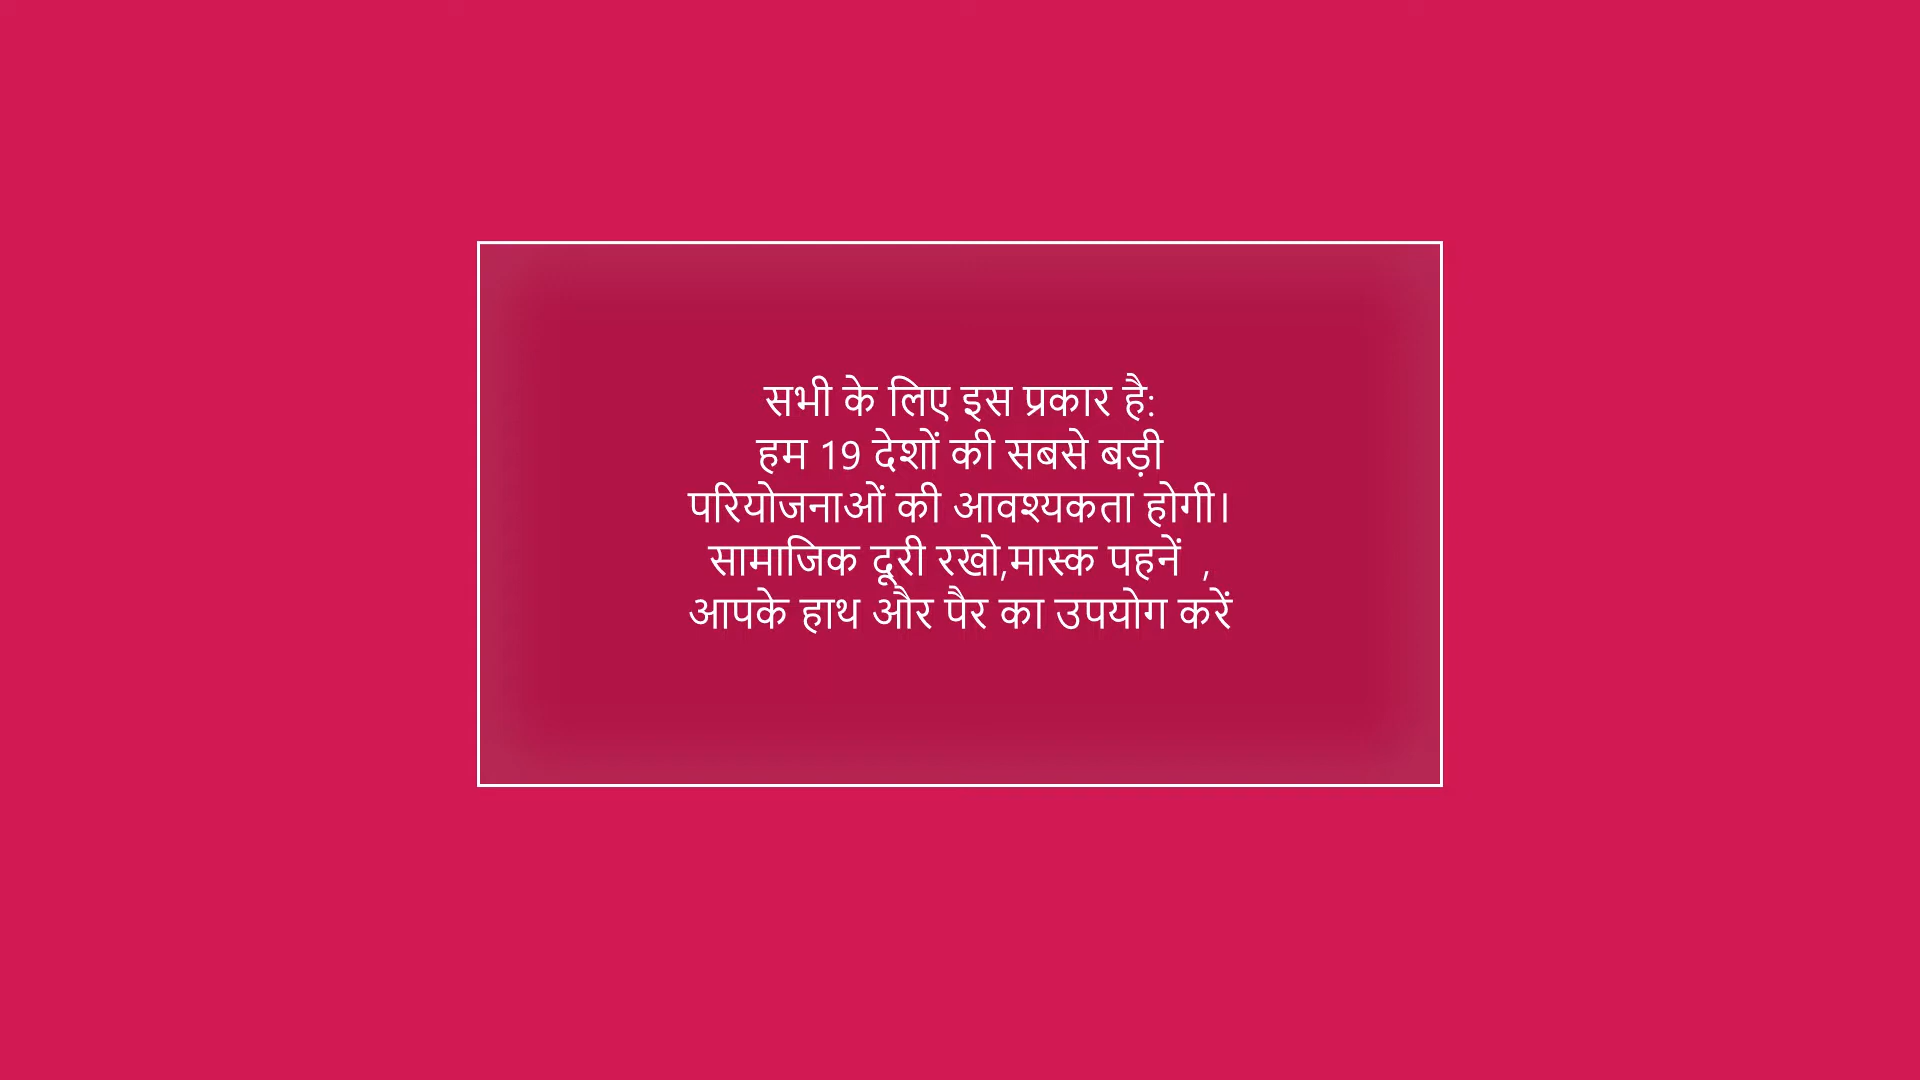 सभी के लिए इस प्रकार है:
हम 19 देशों की सबसे बड़ी
परियोजनाओं की आवश्यकता होगी।
सामाजिक दूरी रखो,मास्क पहनें  ,
आपके हाथ और पैर का उपयोग करें